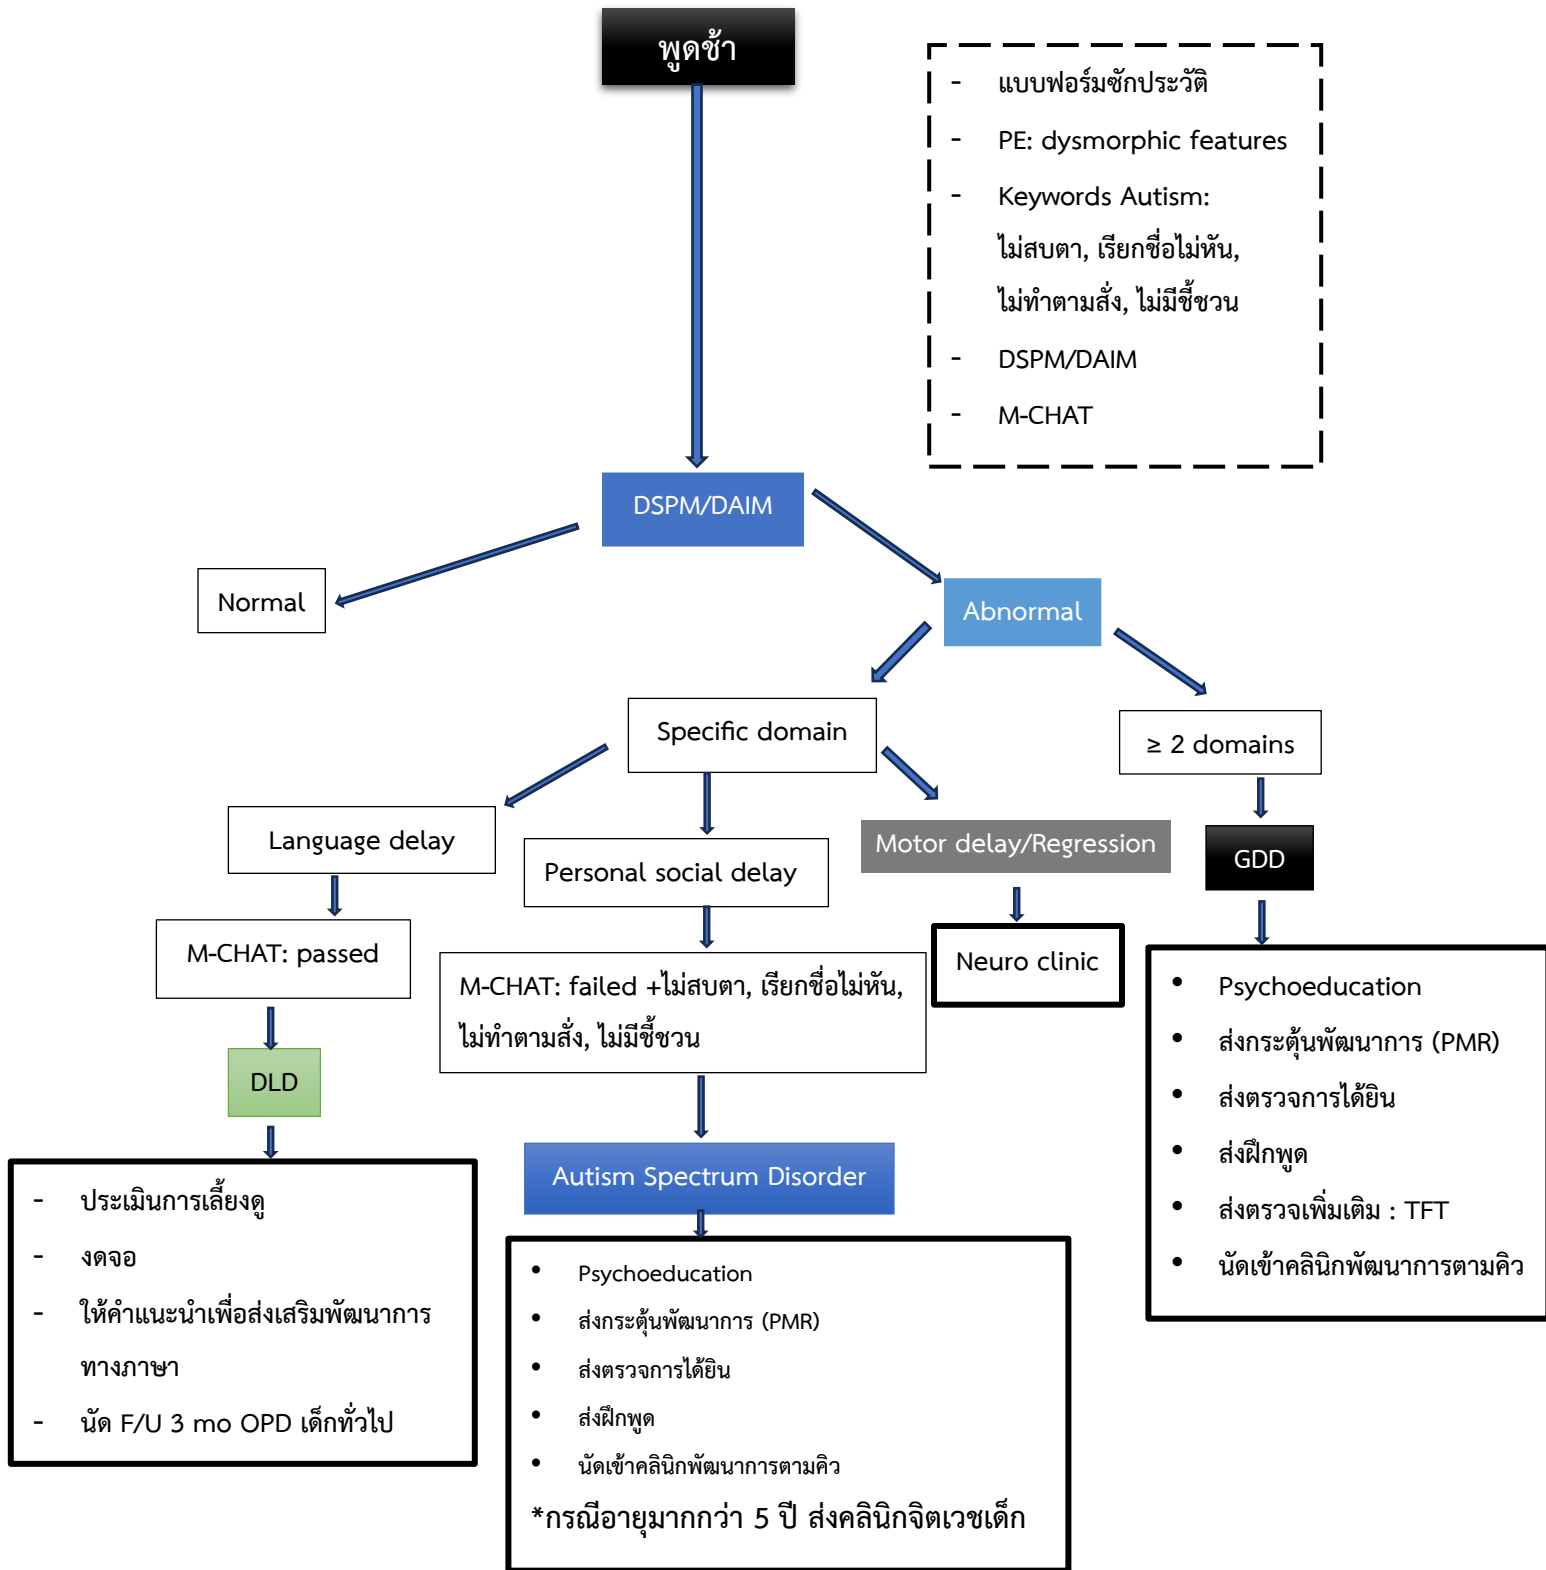 พูดช้า
- แบบฟอร์มซักประวัติ
- PE: dysmorphic features
- Keywords Autism:
ไม่สบตา, เรียกชื่อไม่หัน,
ไม่ทำตามสั่ง, ไม่มีชี้ชวน
- DSPM/DAIM
- M-CHAT
DSPM/DAIM
Normal
Abnormal
Specific domain
≥ 2 domains
Language delay
Personal social delay
Motor delay/Regression
GDD
M-CHAT: passed
M-CHAT: failed +ไม่สบตา, เรียกชื่อไม่หัน,
ไม่ทำตามสั่ง, ไม่มีชี้ชวน
Neuro clinic
DLD
Autism Spectrum Disorder
- ประเมินการเลี้ยงดู
- งดจอ
- ให้คำแนะนำเพื่อส่งเสริมพัฒนาการ
ทางภาษา
- นัด F/U 3 mo OPD เด็กทั่วไป
• Psychoeducation
• ส่งกระตุ้นพัฒนาการ (PMR)
• ส่งตรวจการได้ยิน
• ส่งฝึกพูด
• นัดเข้าคลินิกพัฒนาการตามคิว
*กรณีอายุมากกว่า 5 ปี ส่งคลินิกจิตเวชเด็ก
• Psychoeducation
• ส่งกระตุ้นพัฒนาการ (PMR)
• ส่งตรวจการได้ยิน
• ส่งฝึกพูด
• ส่งตรวจเพิ่มเติม : TFT
• นัดเข้าคลินิกพัฒนาการตามคิว